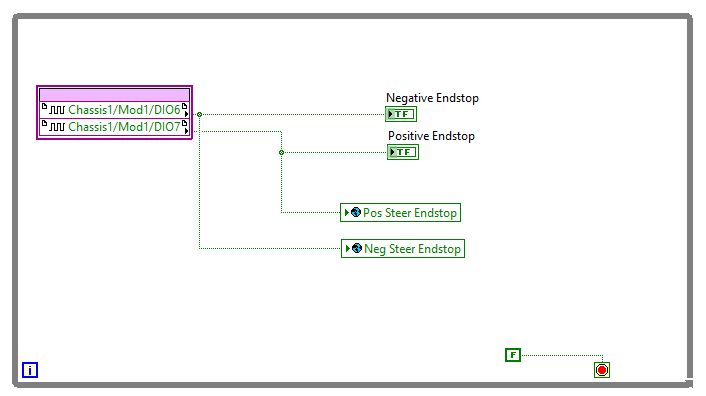 Negative Endstop
Chassis1/Mod1/DIO6
TF
Chassis1/Mod1/DIO7
Positive Endstop
TF
Pos Steer Endstop
Neg Steer Endstop
F
i